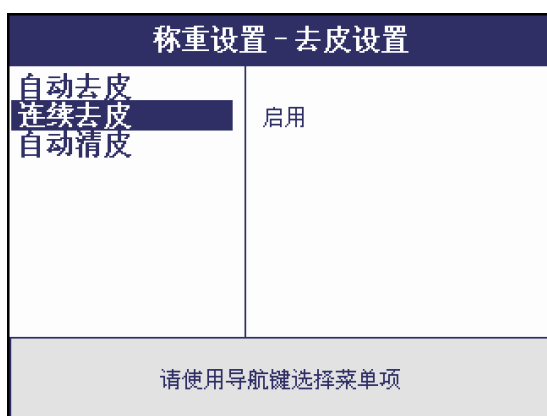 称重设置-去皮设置
自动去皮
连续去皮
启用
自动清皮
请使用导航键选择菜单项